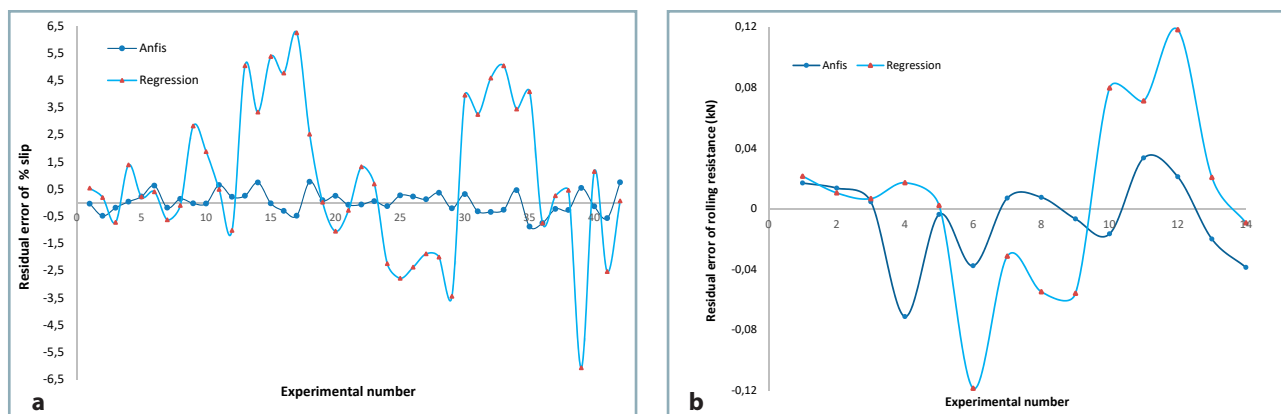 6,5
5,5
4,5
3,5
2,5
1,5
0,5
-0,5
-1,5
-2,5
-3,5
-4,5
-5,5
-6,5
Residual error of % slip
Anfis
Regression
0 5 10 15 20 25 30 35 40
Experimental number
a
0,12
0,08
0,04
0
-0,04
-0,08
-0,12
Residual error of rolling resistance (kN)
Anfis Regression
0 2 4 6 8 10 12 14
Experimental number
b